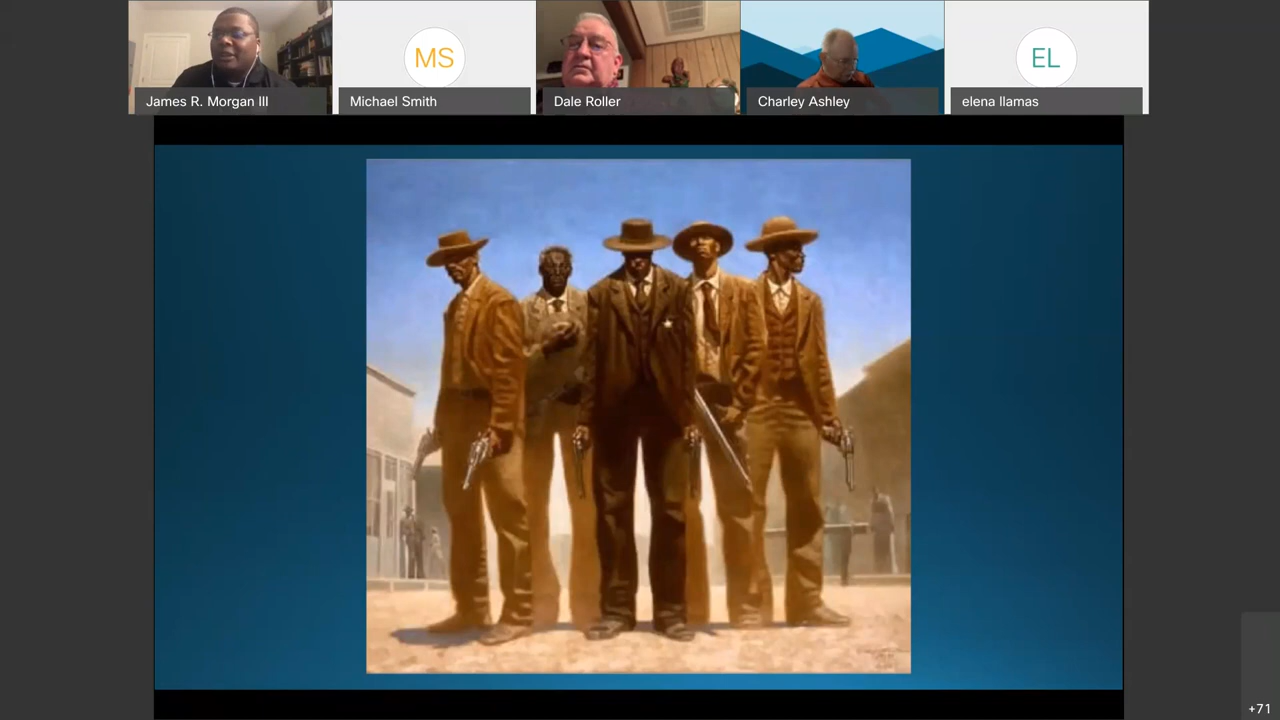 MS
EL
James R. Morgan III
Michael Smith
Dale Roller
Charley Ashley
elena llamas
+71